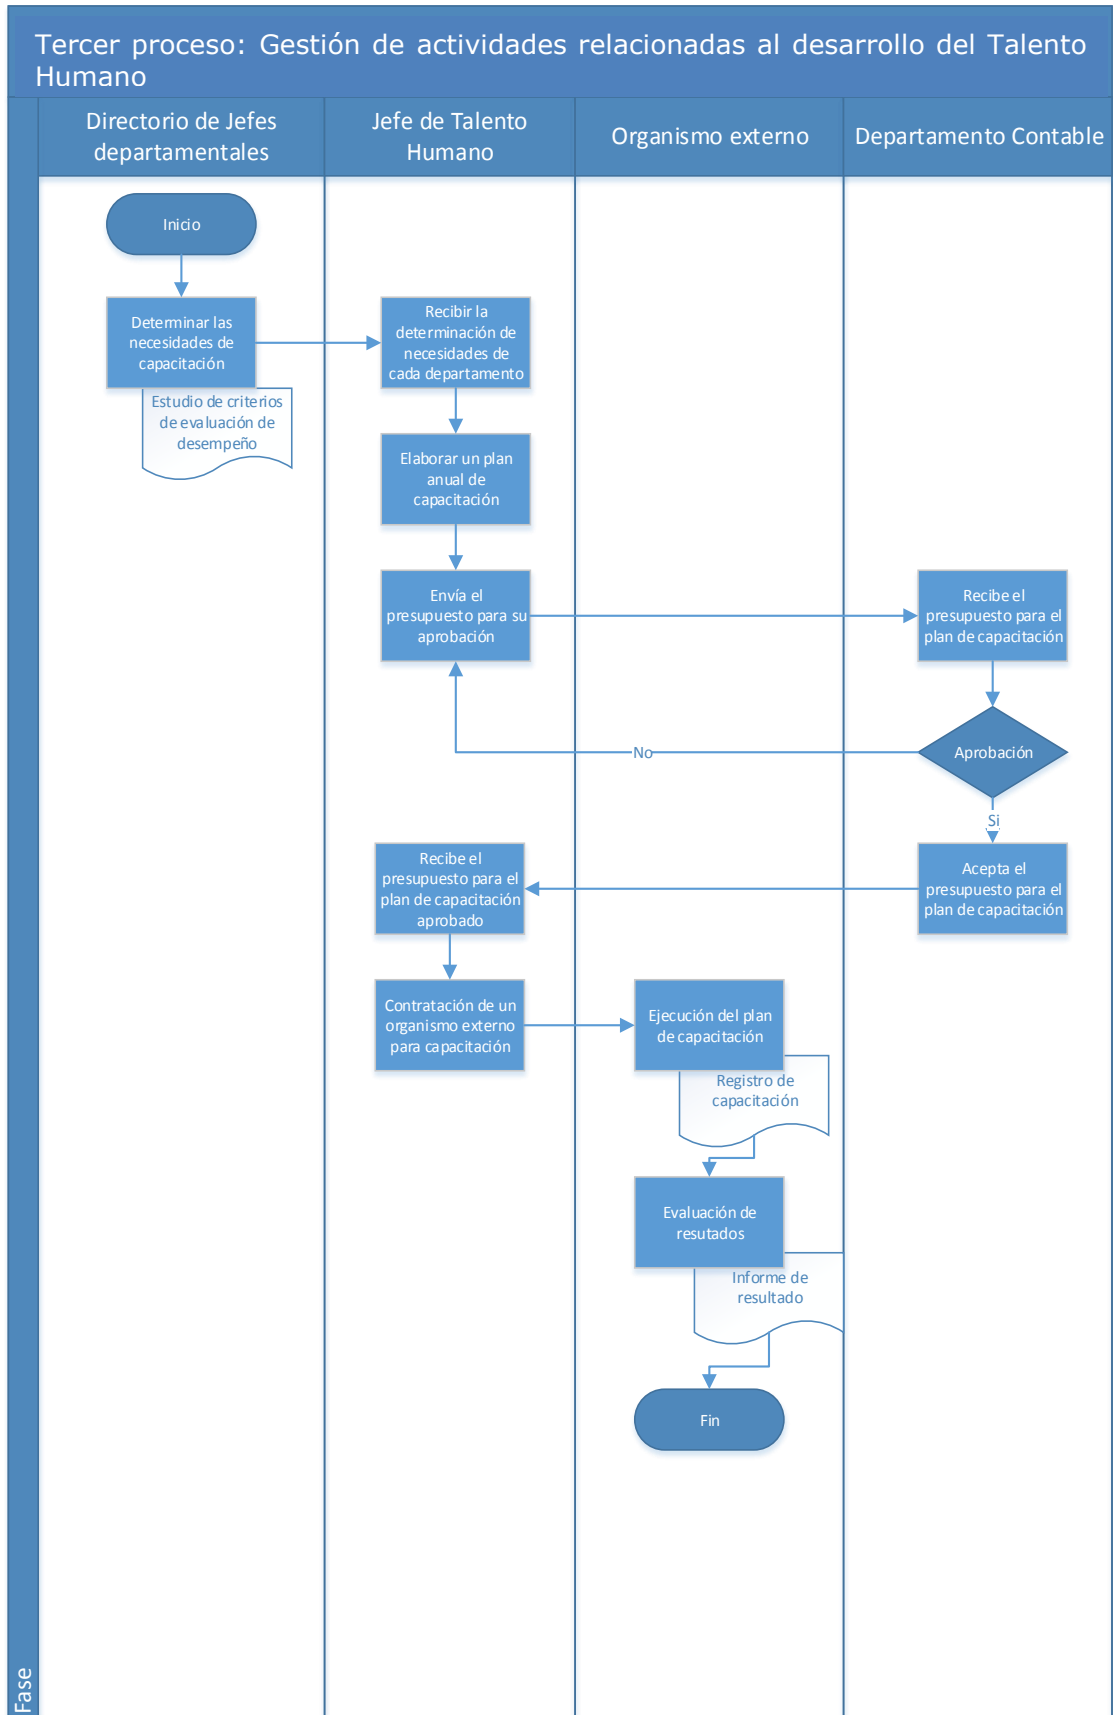 Tercer proceso: Gestión de actividades relacionadas al desarrollo del Talento
Humano
Directorio de Jefes
departamentales
Jefe de Talento
Humano
Organismo externo
Departamento Contable
Inicio
Determinar las
necesidades de
capacitación
Estudio de criterios
de evaluación de
desempeño
Recibir la
determinación de
necesidades de
cada departamento
Elaborar un plan
anual de
capacitación
Envía el
presupuesto para su
aprobación
Recibe el
presupuesto para el
plan de capacitación
Aprobación
No
Si
Acepta el
presupuesto para el
plan de capacitación
Recibe el
presupuesto para el
plan de capacitación
aprobado
Contratación de un
organismo externo
para capacitación
Ejecución del plan
de capacitación
Registro de
capacitación
Evaluación de
resutados
Informe de
resultado
Fin
Fase